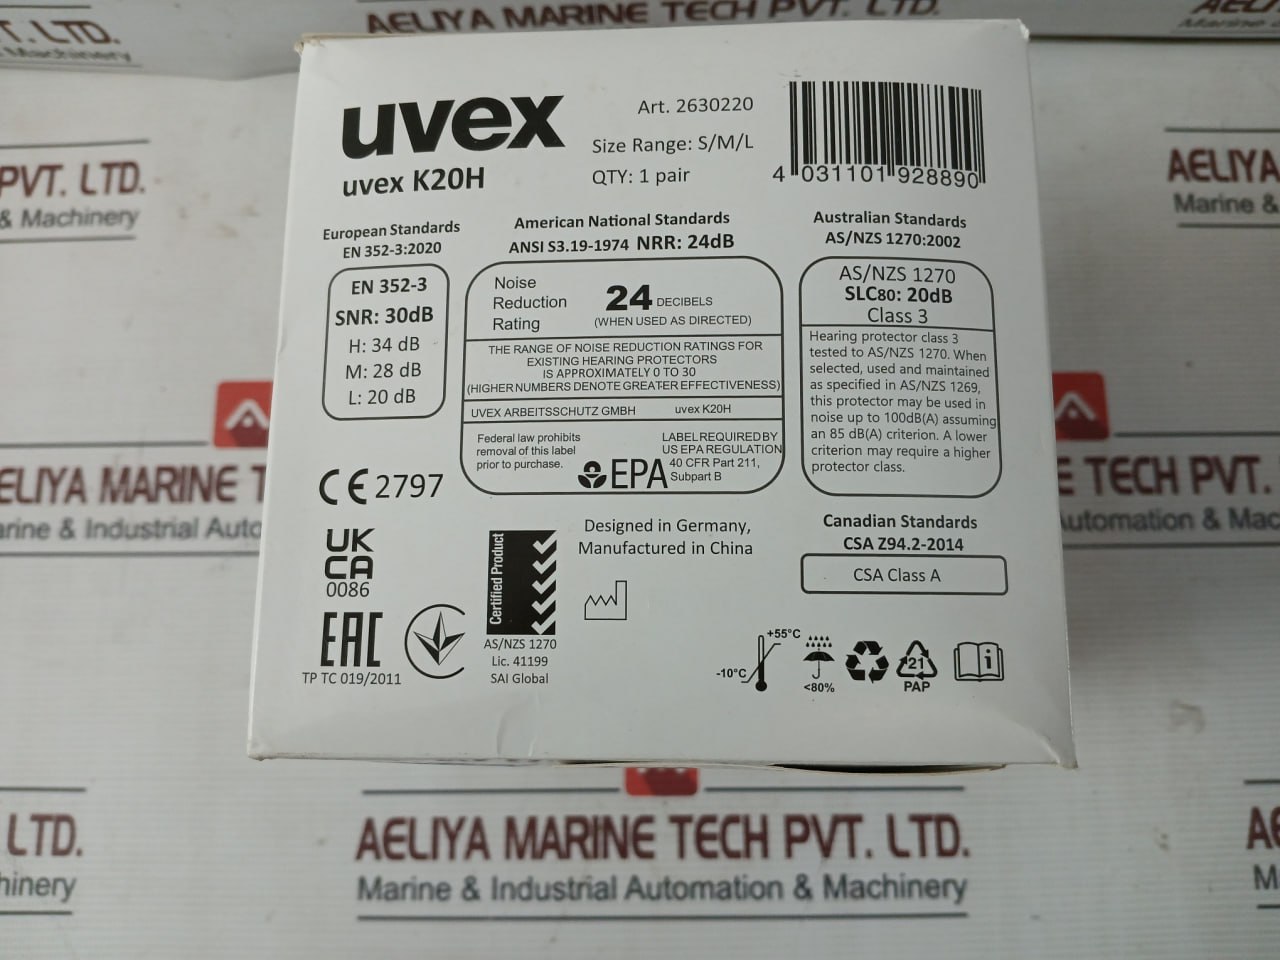 AELIYA MARINE TECH PVT. LTD.
VT. LTD.
& Machinery
uvex
uvex K20H
Art. 2630220
Size Range: S/M/L
QTY: 1 pair
4 031101 928890
European Standards
EN 352-3:2020
EN 352-3
SNR: 30dB
H: 34 dB
M: 28 dB
L: 20 dB
American National Standards
ANSI S3.19-1974 NRR: 24dB
Noise
Reduction
Rating
24 DECIBELS
(WHEN USED AS DIRECTED)
THE RANGE OF NOISE REDUCTION RATINGS FOR
EXISTING HEARING PROTECTORS
IS APPROXIMATELY 0 TO 30
(HIGHER NUMBERS DENOTE GREATER EFFECTIVENESS)
UVEX ARBEITSSCHUTZ GMBH uvex K20H
Federal law prohibits
removal of this label
prior to purchase.
EPA
LABEL REQUIRED BY
US EPA REGULATION
40 CFR Part 211,
Subpart B
Australian Standards
AS/NZS 1270:2002
AS/NZS 1270
SLC80: 20dB
Class 3
Hearing protector class 3
tested to AS/NZS 1270. When
selected, used and maintained
as specified in AS/NZS 1269,
this protector may be used in
noise up to 100dB(A) assuming
an 85 dB(A) criterion. A lower
criterion may require a higher
protector class.
CE 2797
UK
CA
0086
EAC
TP TC 019/2011
Certified Product
AS/NZS 1270
Lic. 41199
SAI Global
Designed in Germany,
Manufactured in China
Canadian Standards
CSA Z94.2-2014
CSA Class A
+55°C
-10°C
<80%
21
PAP
i
PVT. LTD.
& Machinery
AELIYA
Marine &
ELIYA MARINE T
arine & Industrial Auto
E TECH PVT.
Automation & Mac
LTD.
hinery
AELIYA MARINE TECH PVT. LTD.
Marine & Industrial Automation & Machinery